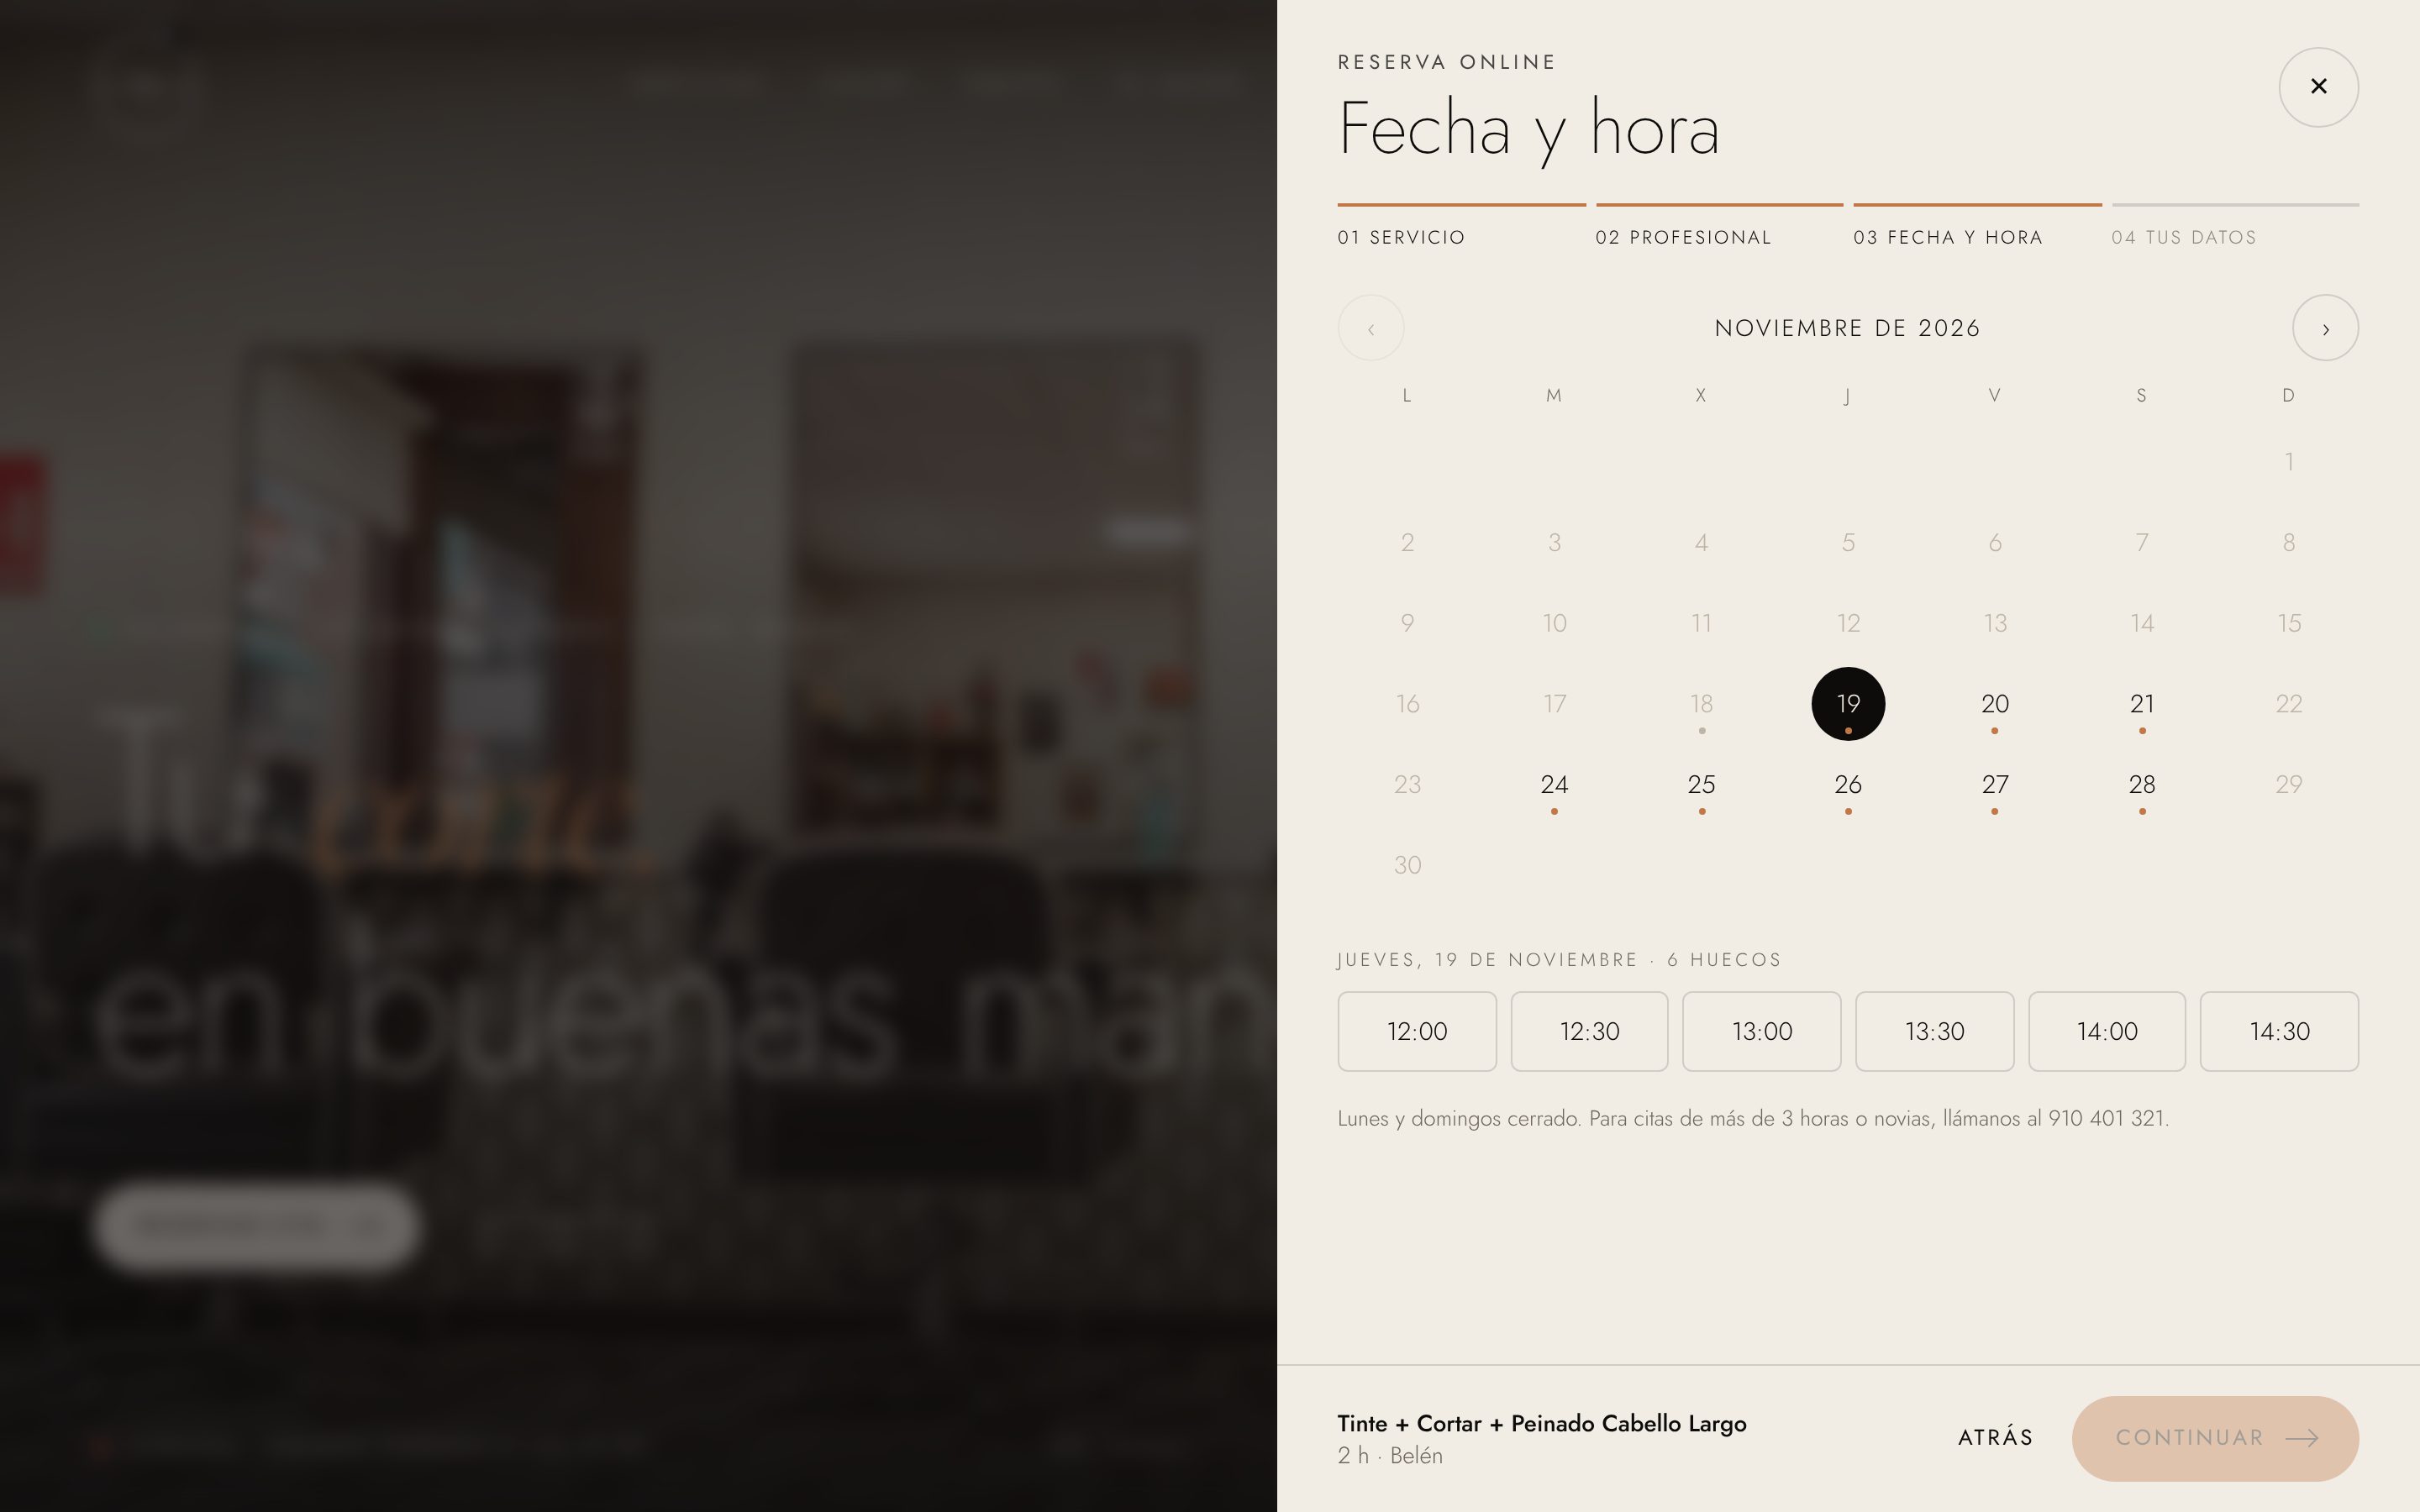 RESERVA ONLINE
Fecha y hora
✕
01 SERVICIO 02 PROFESIONAL 03 FECHA Y HORA 04 TUS DATOS
‹ NOVIEMBRE DE 2026 ›
L M X J V S D
1
2 3 4 5 6 7 8
9 10 11 12 13 14 15
16 17 18 19 20 21 22
23 24 25 26 27 28 29
30
JUEVES, 19 DE NOVIEMBRE · 6 HUECOS
12:00 12:30 13:00 13:30 14:00 14:30
Lunes y domingos cerrado. Para citas de más de 3 horas o novias, llámanos al 910 401 321.
Tinte + Cortar + Peinado Cabello Largo
2 h · Belén
ATRÁS CONTINUAR →
Tu corte,
en buenas